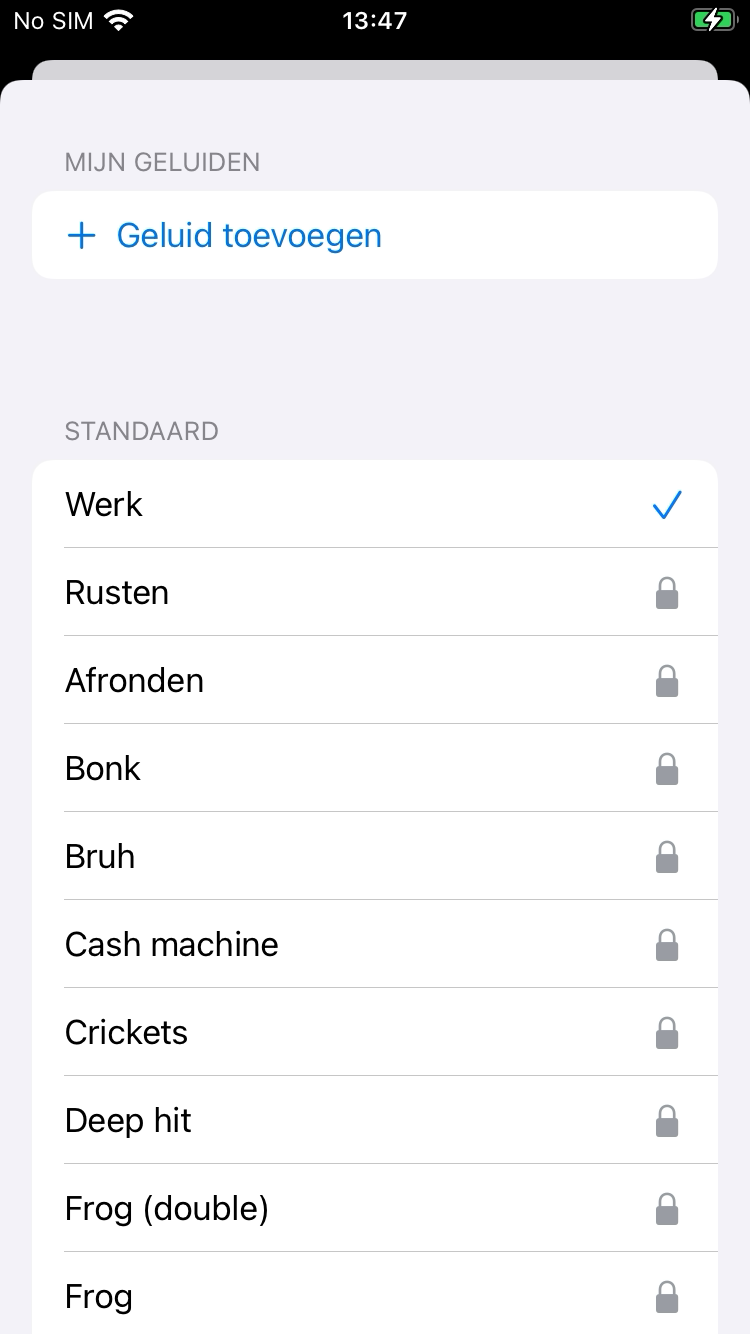 No SIM 13:47
MIJN GELUIDEN
+ Geluid toevoegen
STANDAARD
Werk
Rusten
Afronden
Bonk
Bruh
Cash machine
Crickets
Deep hit
Frog (double)
Frog